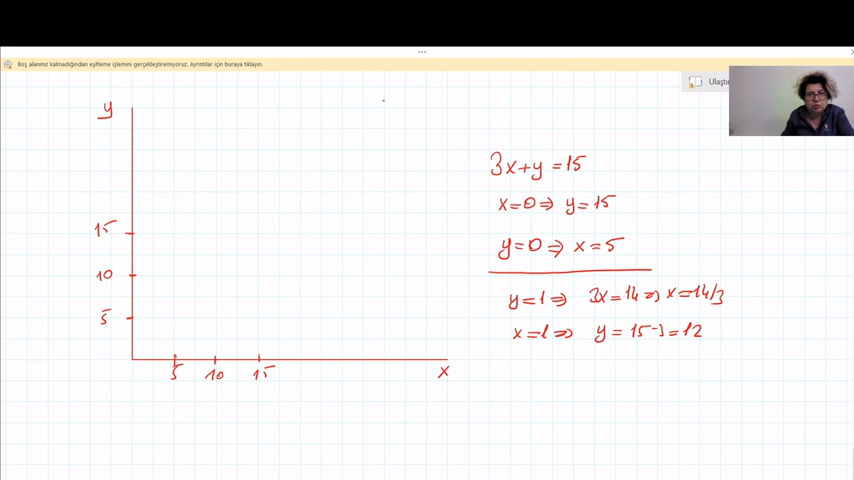 Boş alanınız kalmadığından eşitleme işlemini gerçekleştiremiyoruz. Ayrıntılar için buraya tıklayın.
Ulaştı
y
15
10
5
5 10 15
x
3x+y=15
x=0⇒ y=15
y=0⇒ x=5
y=1⇒ 3x=14⇒ x=14/3
x=1⇒ y=15-3=12